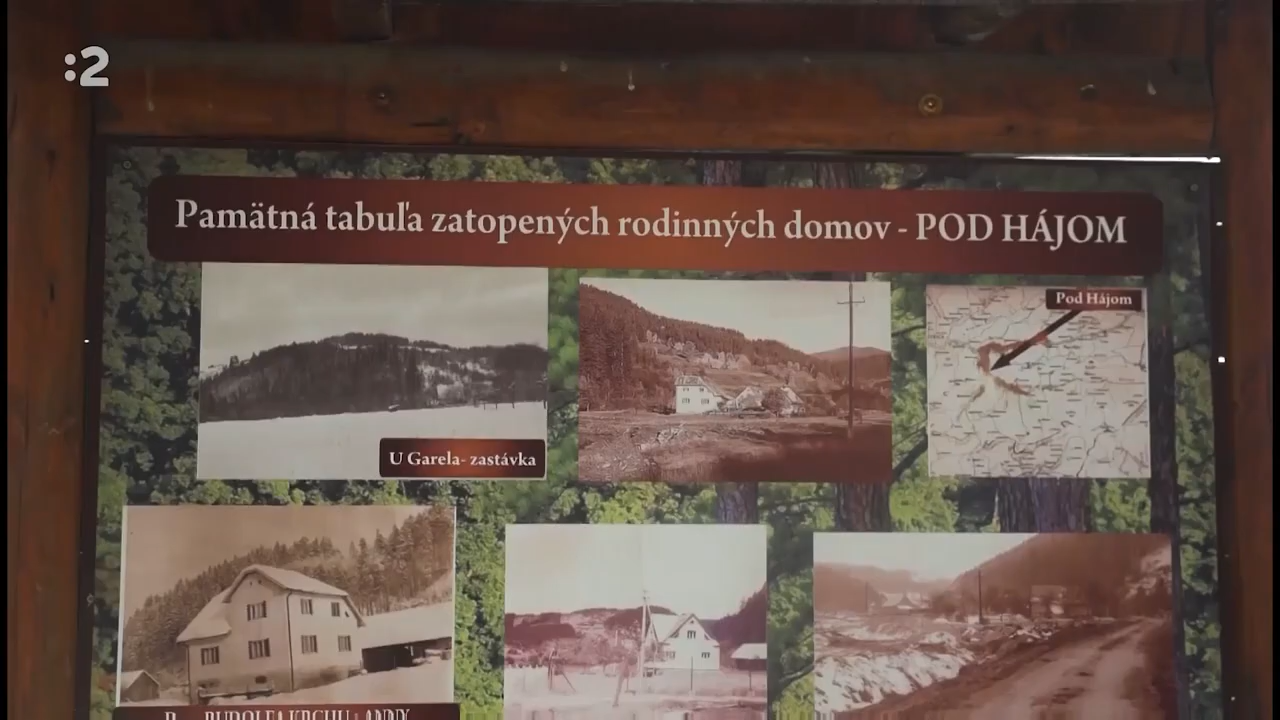 :2
Pamätná tabuľa zatopených rodinných domov - POD HÁJOM
Pod Hájom
U Garela- zastávka